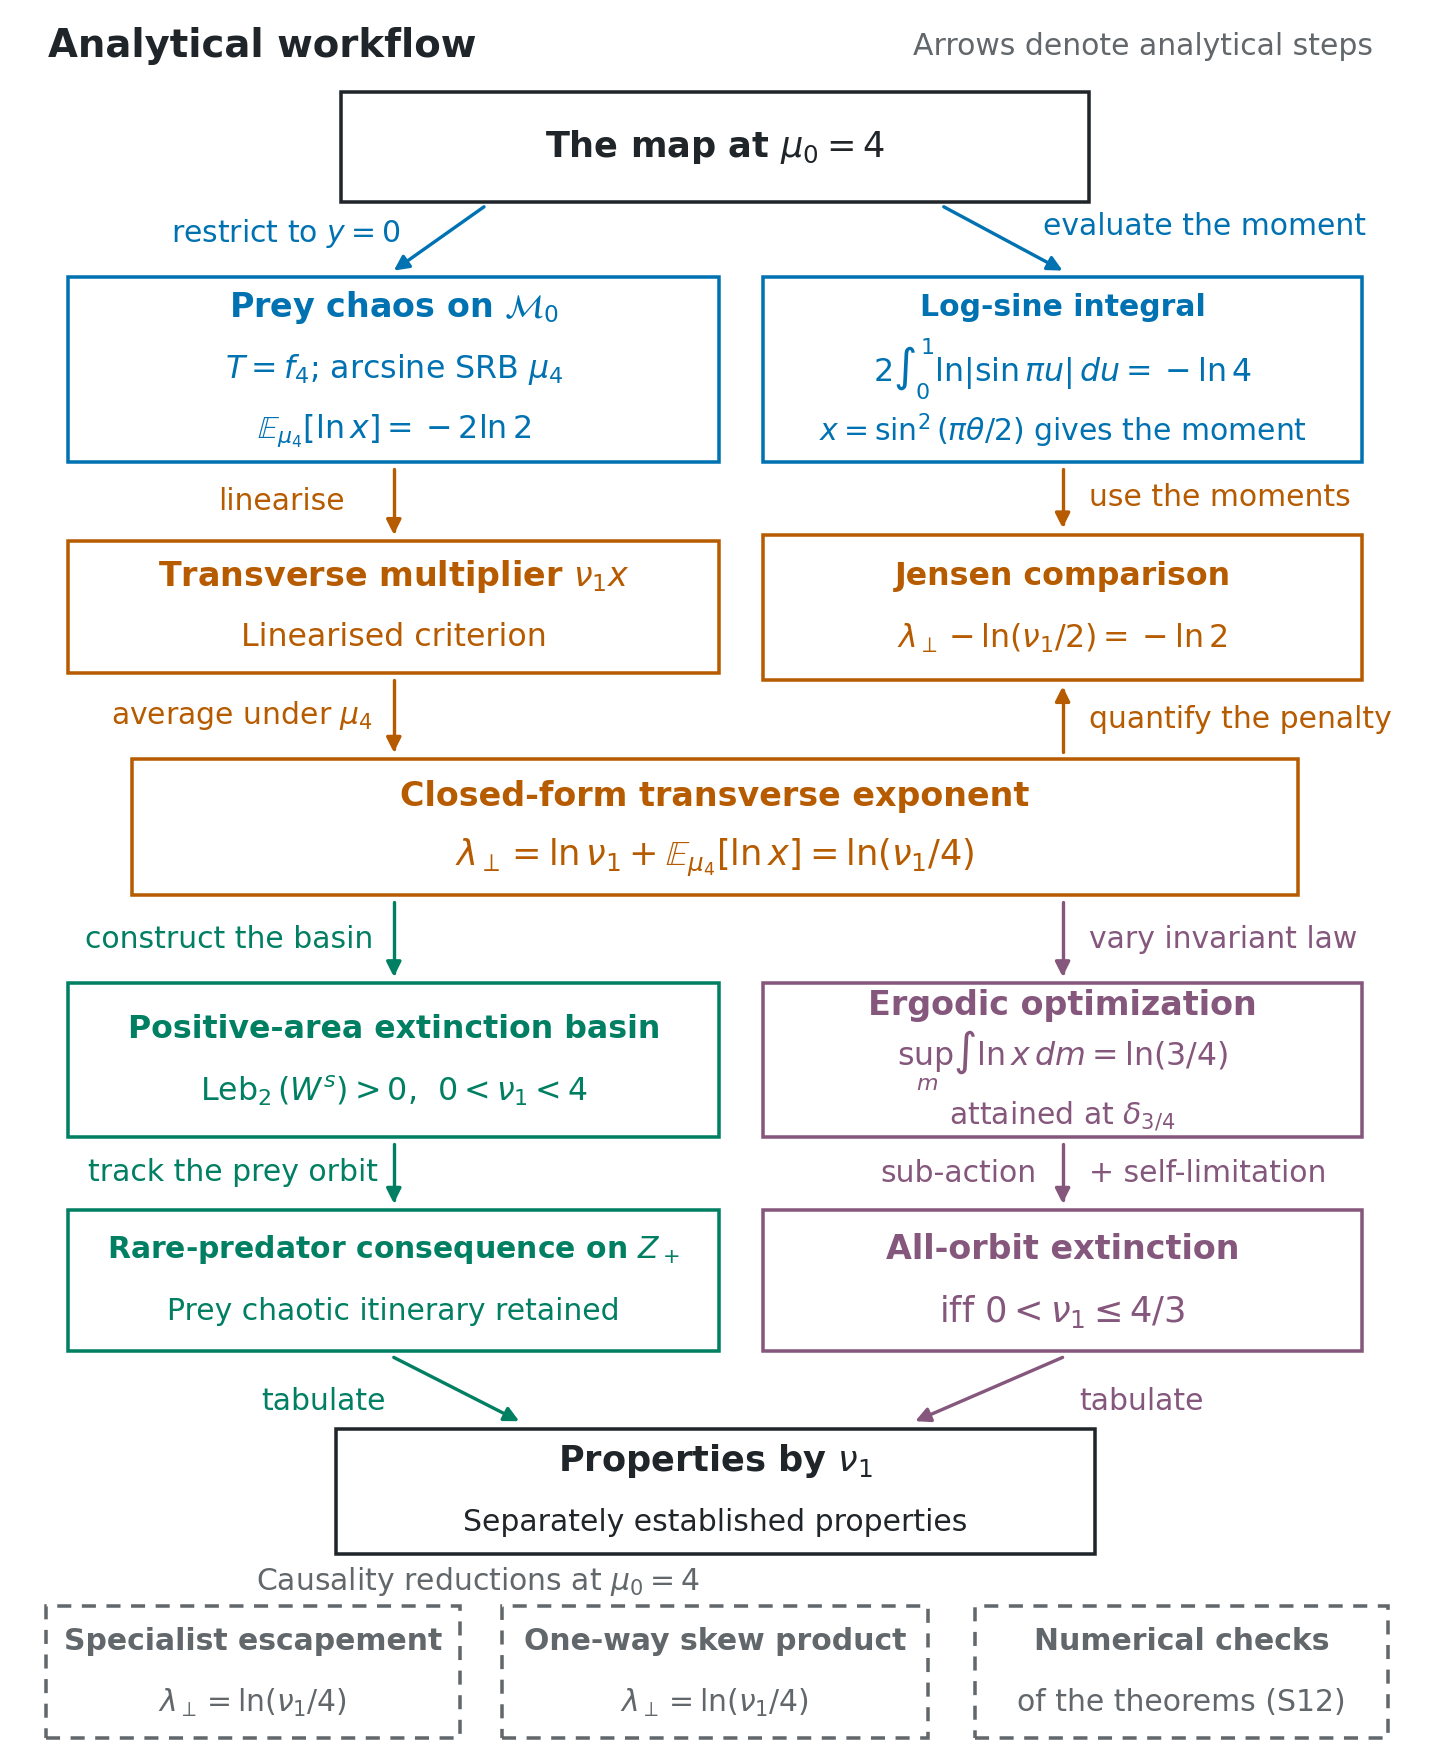 Analytical workflow
Arrows denote analytical steps
The map at μ₀ = 4
restrict to y = 0
evaluate the moment
Prey chaos on ℳ₀
T = f₄; arcsine SRB μ₄
𝔼_{μ₄}[ln x] = −2ln 2
Log-sine integral
2∫₀¹ ln|sin πu| du = −ln 4
x = sin² (πθ/2) gives the moment
linearise
use the moments
Transverse multiplier ν₁x
Linearised criterion
Jensen comparison
λ⊥ − ln(ν₁/2) = −ln 2
average under μ₄
quantify the penalty
Closed-form transverse exponent
λ⊥ = ln ν₁ + 𝔼_{μ₄}[ln x] = ln(ν₁/4)
construct the basin
vary invariant law
Positive-area extinction basin
Leb₂ (Wˢ) > 0, 0 < ν₁ < 4
Ergodic optimization
sup_m ∫ ln x dm = ln(3/4)
attained at δ_{3/4}
track the prey orbit
sub-action + self-limitation
Rare-predator consequence on Z₊
Prey chaotic itinerary retained
All-orbit extinction
iff 0 < ν₁ ≤ 4/3
tabulate
tabulate
Properties by ν₁
Separately established properties
Causality reductions at μ₀ = 4
Specialist escapement
λ⊥ = ln(ν₁/4)
One-way skew product
λ⊥ = ln(ν₁/4)
Numerical checks
of the theorems (S12)